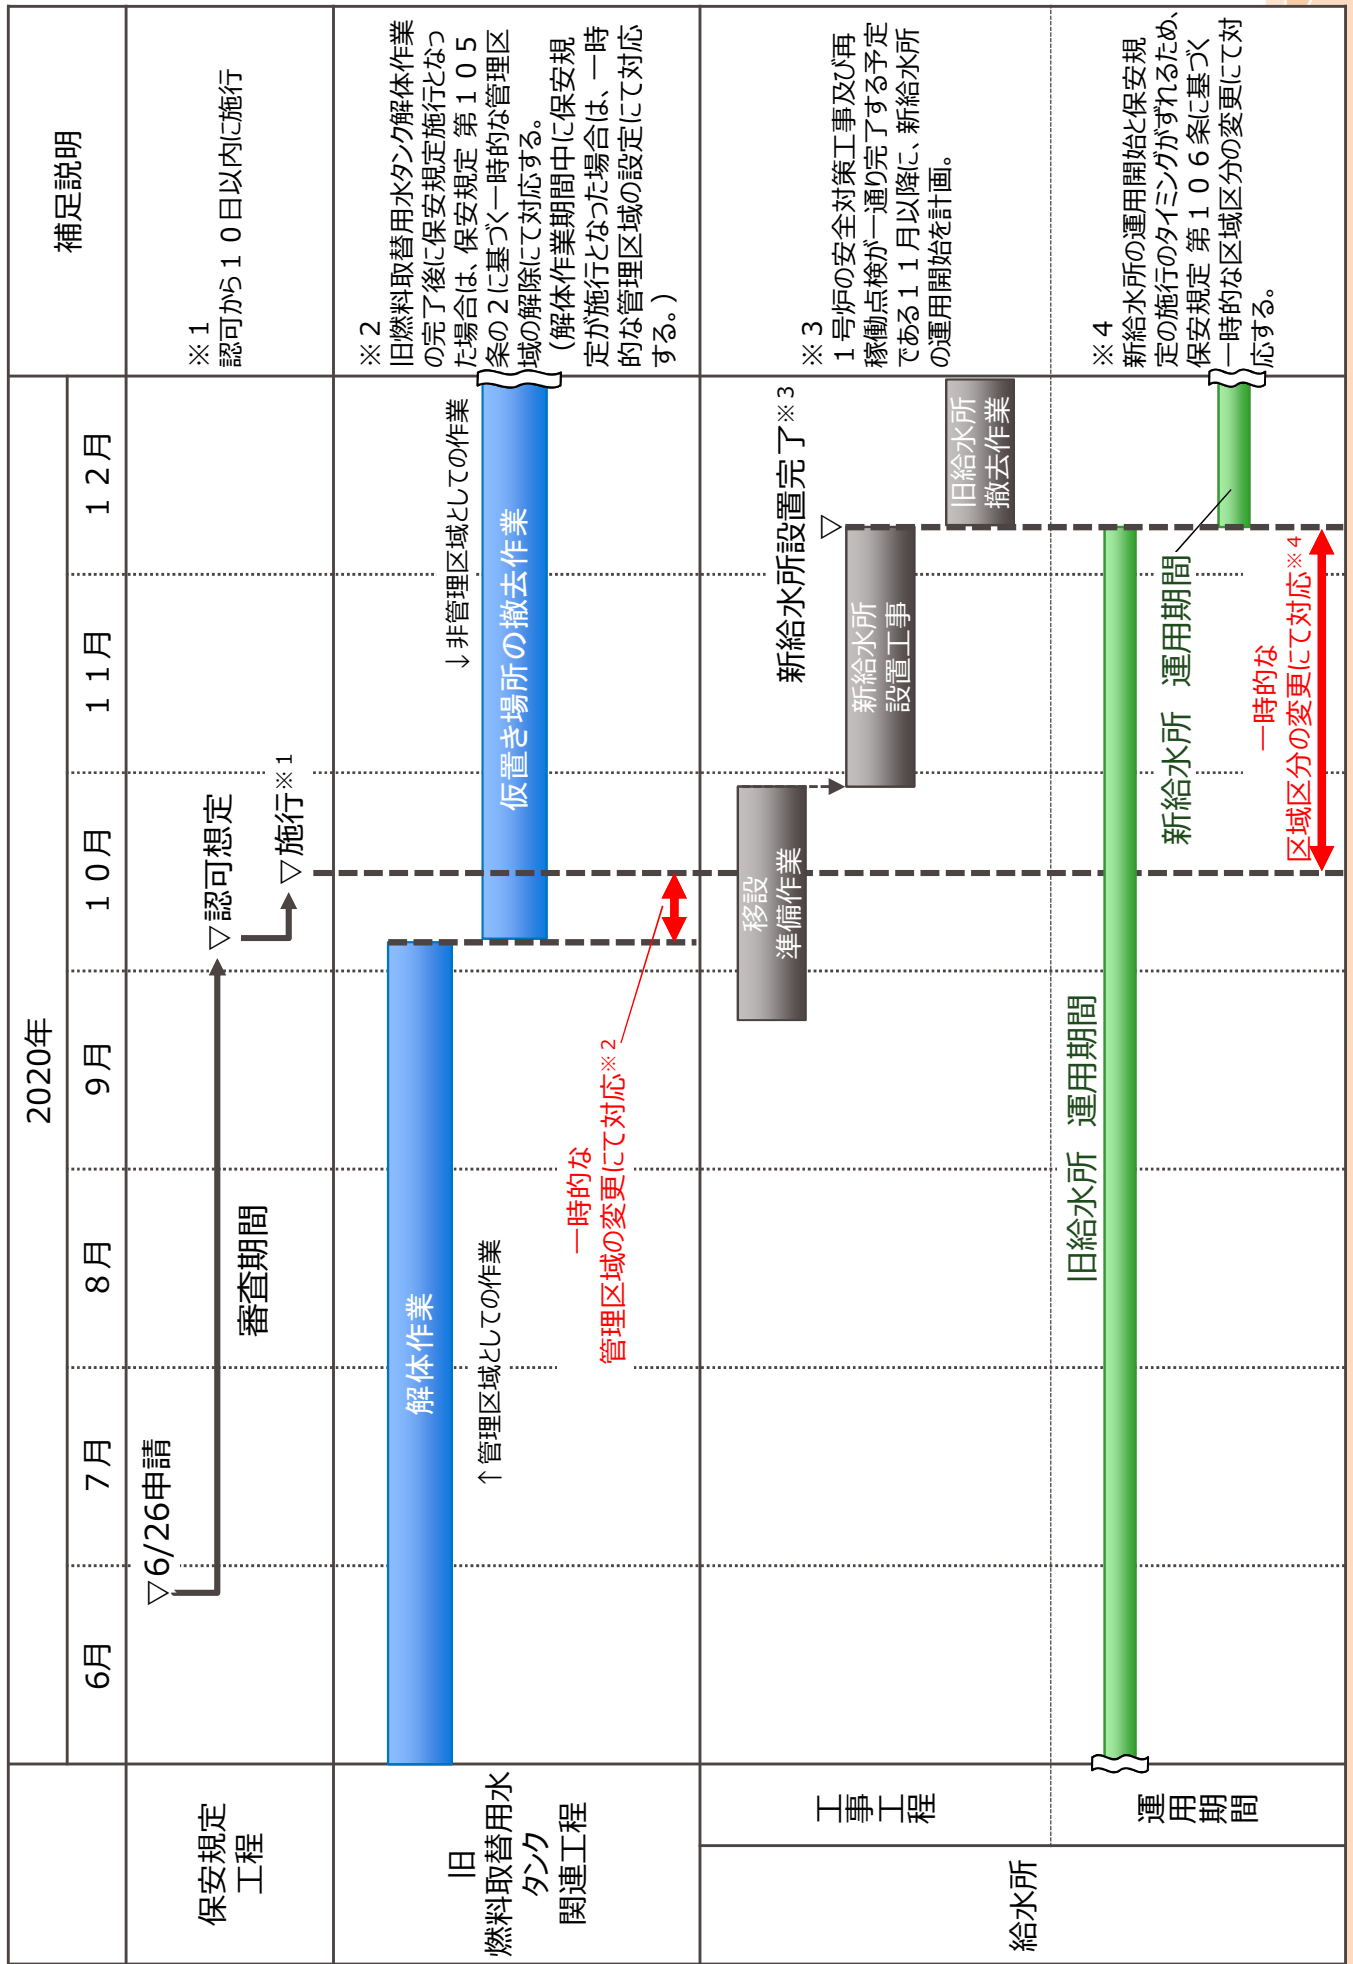 2020年
補足説明
6月
7月
8月
9月
10月
11月
12月
保安規定
工程
▽6/26申請
審査期間
▽認可想定
▽施行※1
※1
認可から10日以内に施行
旧
燃料取替用水
タンク
関連工程
解体作業
↑管理区域としての作業
↓非管理区域としての作業
仮置き場所の撤去作業
一時的な
管理区域の変更にて対応※2
※2
旧燃料取替用水タンク解体作業
の完了後に保安規定施行となっ
た場合は、保安規定 第105
条の2に基づく一時的な管理区
域の解除にて対応する。
(解体作業期間中に保安規
定が施行となった場合は、一時
的な管理区域の設定にて対応
する。)
給水所
工事
工程
移設
準備作業
新給水所
設置工事
新給水所設置完了※3
▽
旧給水所
撤去作業
※3
1号炉の安全対策工事及び再
稼働点検が一通り完了する予定
である11月以降に、新給水所
の運用開始を計画。
運用
期間
旧給水所 運用期間
新給水所 運用期間
一時的な
区域区分の変更にて対応※4
※4
新給水所の運用開始と保安規
定の施行のタイミングがずれるため、
保安規定 第106条に基づく
一時的な区域区分の変更にて対
応する。